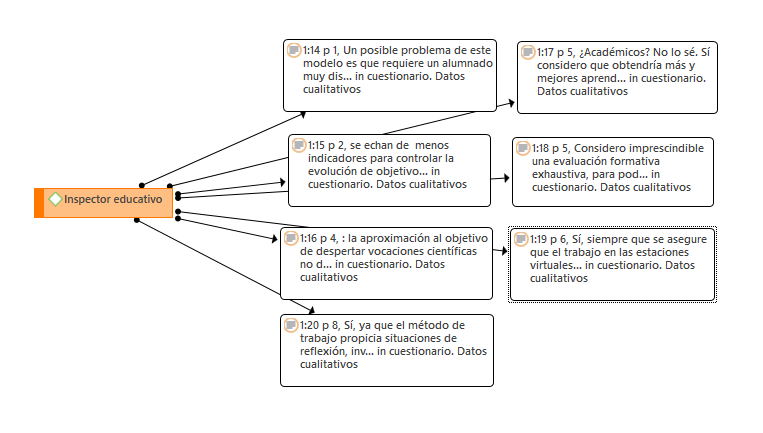 Inspector educativo
1:14 p 1, Un posible problema de este
modelo es que requiere un alumnado
muy dis... in cuestionario. Datos
cualitativos
1:17 p 5, ¿Académicos? No lo sé. Sí
considero que obtendría más y
mejores aprend... in cuestionario.
Datos cualitativos
1:15 p 2, se echan de  menos
indicadores para controlar la
evolución de objetivo... in
cuestionario. Datos cualitativos
1:18 p 5, Considero imprescindible
una evaluación formativa
exhaustiva, para pod... in
cuestionario. Datos cualitativos
1:16 p 4, : la aproximación al objetivo
de despertar vocaciones científicas
no d... in cuestionario. Datos
cualitativos
1:19 p 6, Sí, siempre que se asegure
que el trabajo en las estaciones
virtuales... in cuestionario. Datos
cualitativos
1:20 p 8, Sí, ya que el método de
trabajo propicia situaciones de
reflexión, inv... in cuestionario. Datos
cualitativos